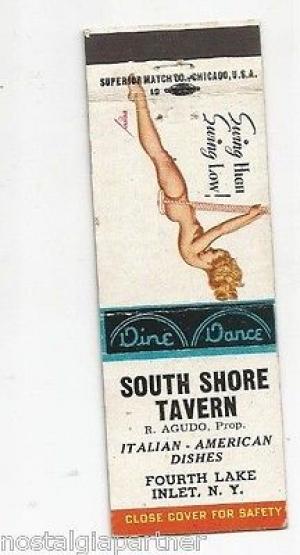 SUPERIOR MATCH CO., CHICAGO, U.S.A.
Swing Him
Swing Low!
Dine Dance
SOUTH SHORE
TAVERN
R. AGUDO, Prop.
ITALIAN - AMERICAN
DISHES
FOURTH LAKE
INLET, N. Y.
CLOSE COVER FOR SAFETY
nostalgiapartner